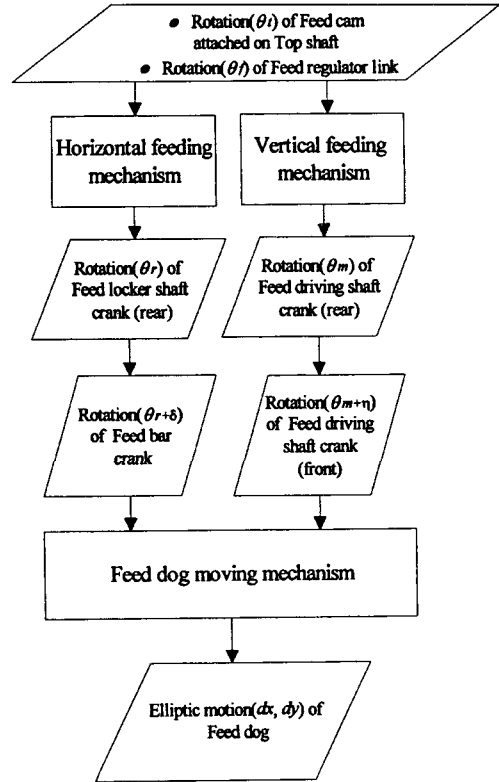 ● Rotation(θt) of Feed cam
attached on Top shaft
● Rotation(θf) of Feed regulator link
Horizontal feeding
mechanism
Vertical feeding
mechanism
Rotation(θr) of
Feed locker shaft
crank (rear)
Rotation(θm) of
Feed driving shaft
crank (rear)
Rotation(θr+δ)
of Feed bar
crank
Rotation(θm+η)
of Feed driving
shaft crank
(front)
Feed dog moving mechanism
Elliptic motion(dx, dy) of
Feed dog